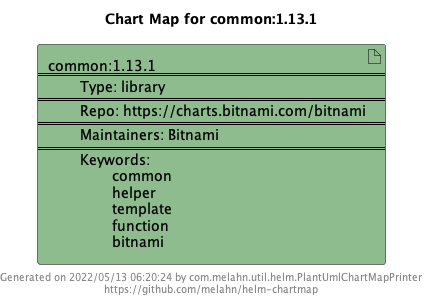 Chart Map for common:1.13.1
common:1.13.1
Type: library
Repo: https://charts.bitnami.com/bitnami
Maintainers: Bitnami
Keywords:
common
helper
template
function
bitnami
Generated on 2022/05/13 06:20:24 by com.melahn.util.helm.PlantUmlChartMapPrinter
https://github.com/melahn/helm-chartmap